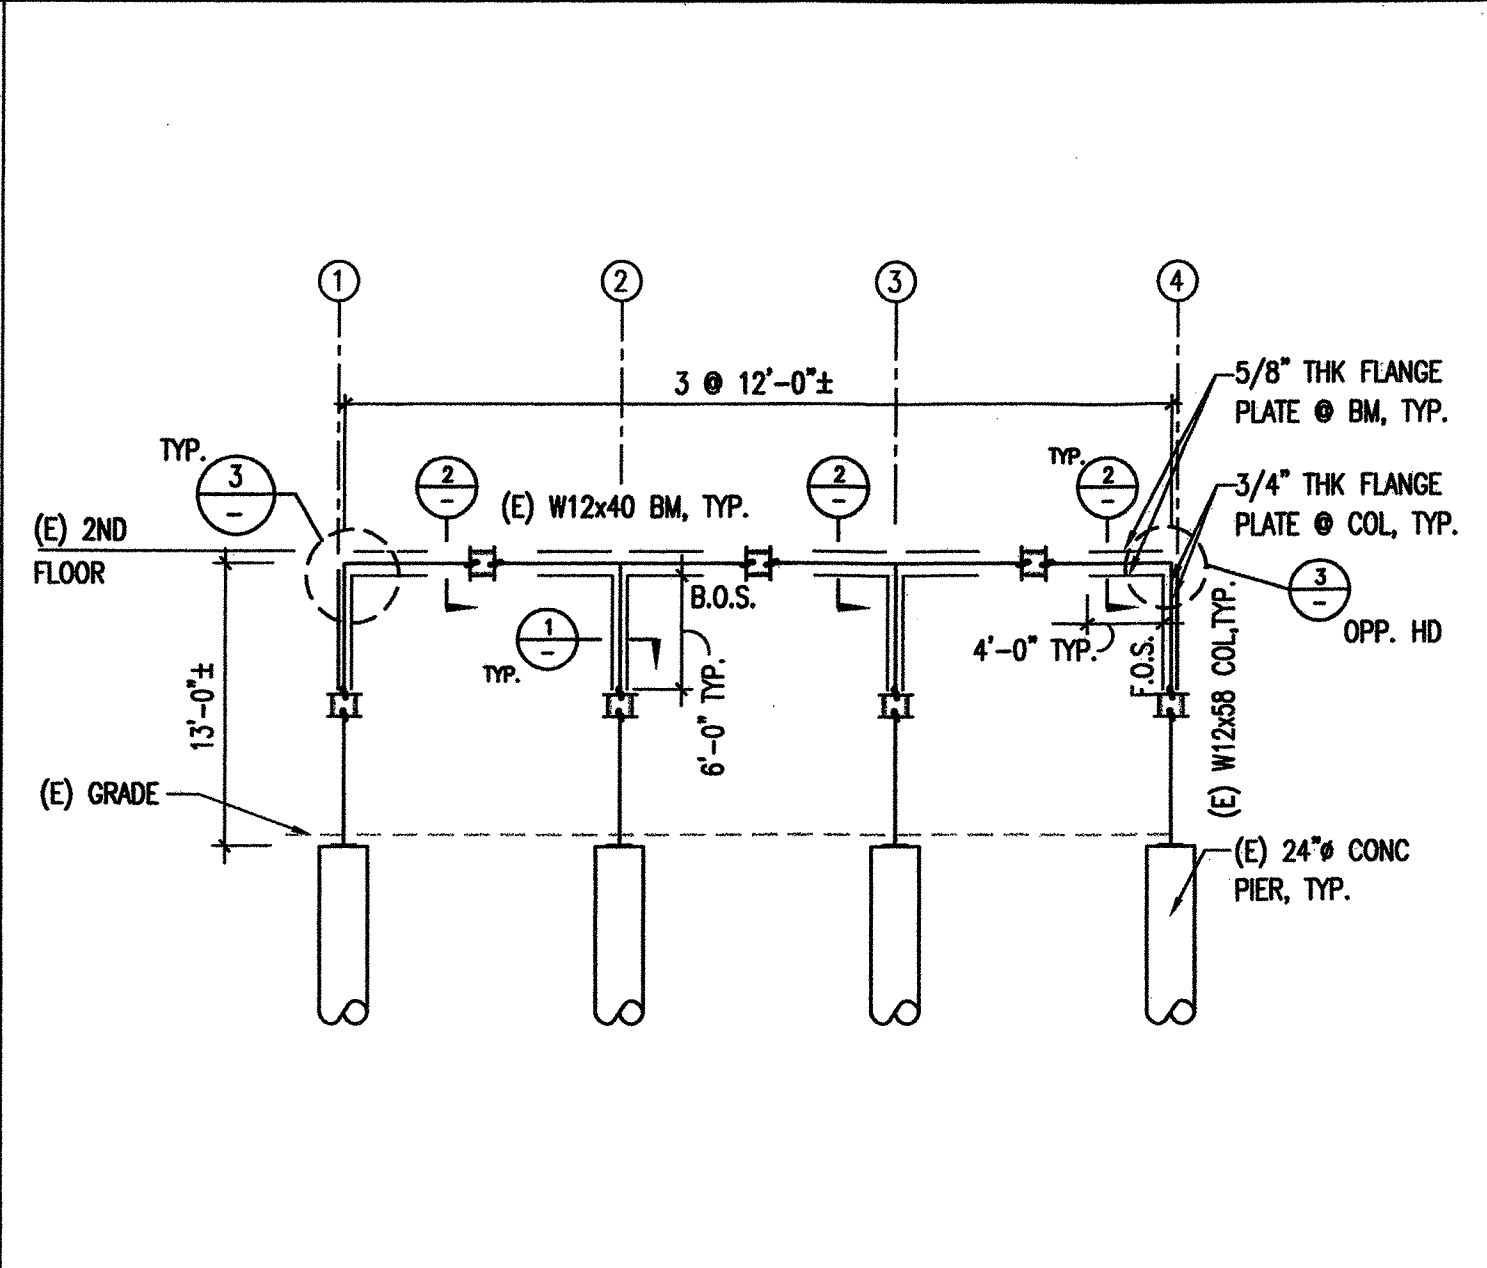 1
2
3
4
3 @ 12'-0"±
5/8" THK FLANGE
PLATE @ BM, TYP.
TYP.
3
-
2
-
(E) W12x40 BM, TYP.
2
-
TYP.
2
-
3/4" THK FLANGE
PLATE @ COL, TYP.
(E) 2ND
FLOOR
B.O.S.
3
-
OPP. HD
1
-
TYP.
4'-0" TYP.
F.O.S.
(E) W12x58 COL,TYP.
6'-0" TYP.
13'-0"±
(E) GRADE
(E) 24"ø CONC
PIER, TYP.